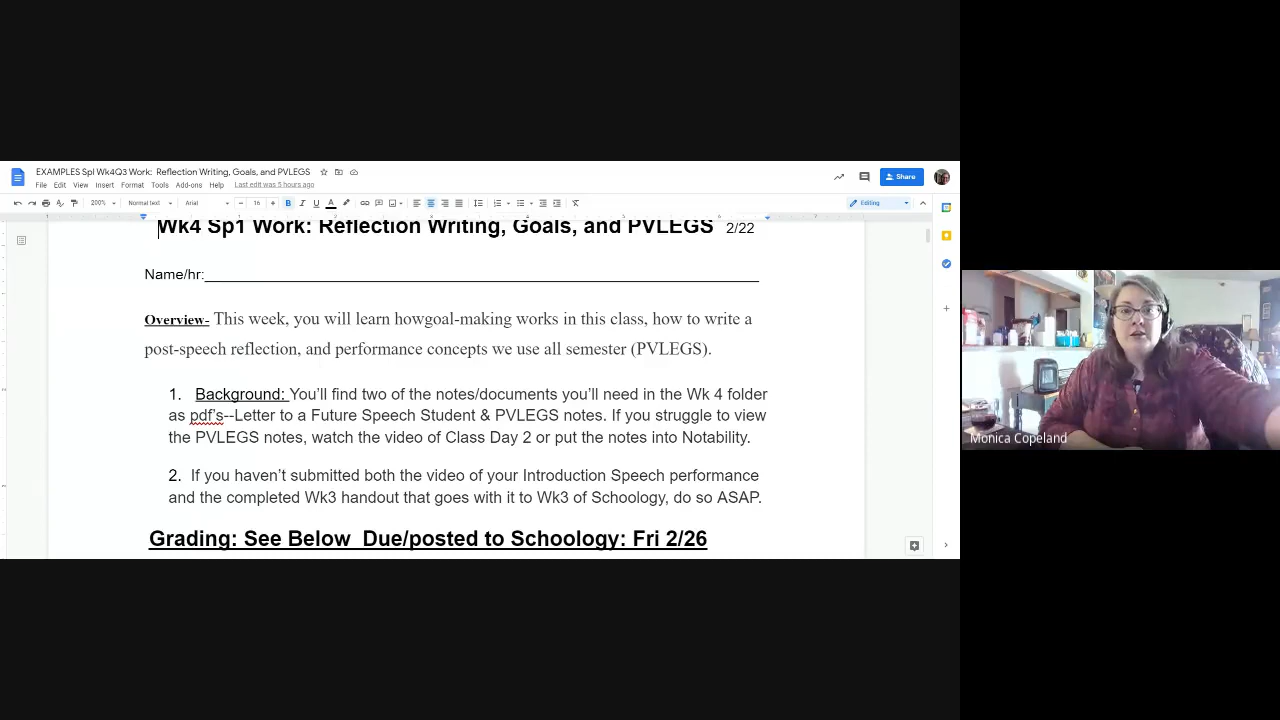 EXAMPLES SpI Wk4Q3 Work: Reflection Writing, Goals, and PVLEGS
File Edit View Insert Format Tools Add-ons Help Last edit was 5 hours ago
Share
200% Normal text Arial 16 B I U A Editing
Wk4 Sp1 Work: Reflection Writing, Goals, and PVLEGS 2/22
Name/hr:
Overview- This week, you will learn howgoal-making works in this class, how to write a
post-speech reflection, and performance concepts we use all semester (PVLEGS).
1. Background: You’ll find two of the notes/documents you’ll need in the Wk 4 folder
as pdf’s--Letter to a Future Speech Student & PVLEGS notes. If you struggle to view
the PVLEGS notes, watch the video of Class Day 2 or put the notes into Notability.
2. If you haven’t submitted both the video of your Introduction Speech performance
and the completed Wk3 handout that goes with it to Wk3 of Schoology, do so ASAP.
Grading: See Below Due/posted to Schoology: Fri 2/26
Monica Copeland